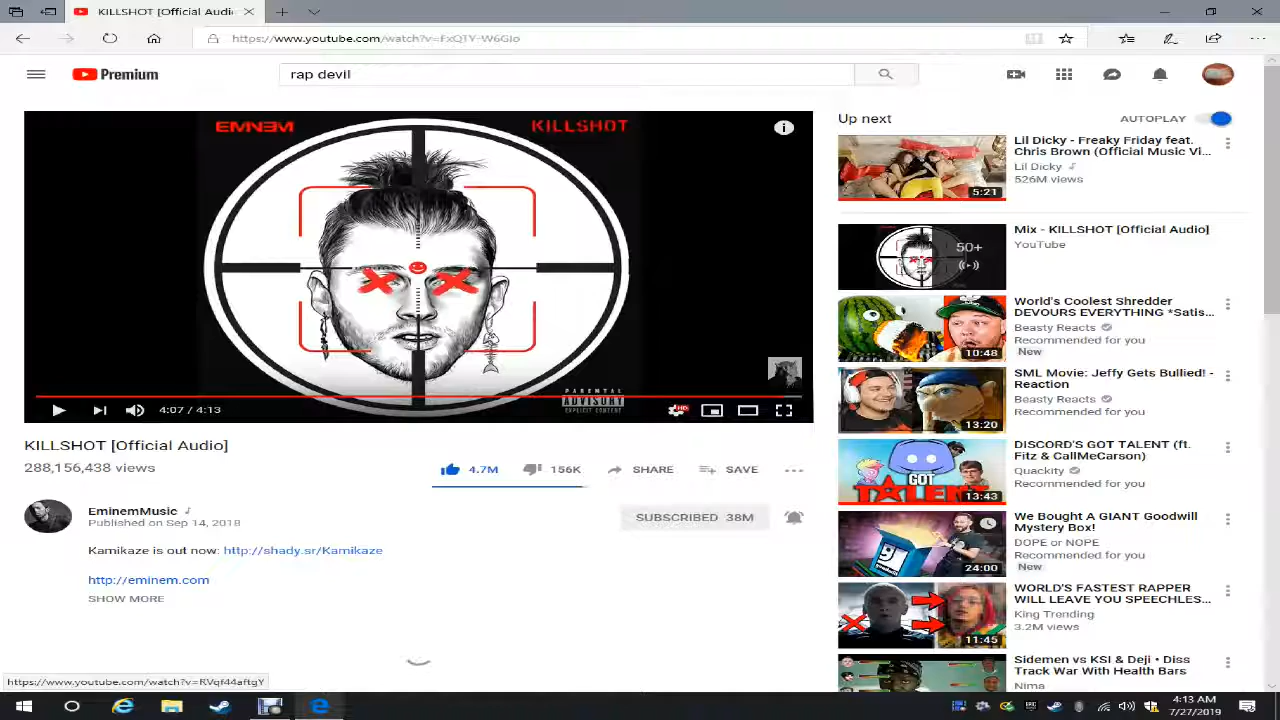 KILLSHOT [Official Audi
https://www.youtube.com/watch?v=FxQTY-W6GIo
Premium
rap devil
EMINEM
KILLSHOT
PARENTAL
ADVISORY
EXPLICIT CONTENT
4:07 / 4:13
HD
KILLSHOT [Official Audio]
288,156,438 views
4.7M
156K
SHARE
SAVE
EminemMusic
Published on Sep 14, 2018
SUBSCRIBED 38M
Kamikaze is out now: http://shady.sr/Kamikaze
http://eminem.com
SHOW MORE
Up next
AUTOPLAY
5:21
Lil Dicky - Freaky Friday feat.
Chris Brown (Official Music Vi...
Lil Dicky
526M views
50+
Mix - KILLSHOT [Official Audio]
YouTube
10:48
World's Coolest Shredder
DEVOURS EVERYTHING *Satis...
Beasty Reacts
Recommended for you
New
13:20
SML Movie: Jeffy Gets Bullied! -
Reaction
Beasty Reacts
Recommended for you
GOT
TALENT
13:43
DISCORD'S GOT TALENT (ft.
Fitz & CallMeCarson)
Quackity
Recommended for you
24:00
We Bought A GIANT Goodwill
Mystery Box!
DOPE or NOPE
Recommended for you
New
11:45
WORLD'S FASTEST RAPPER
WILL LEAVE YOU SPEECHLES...
King Trending
3.2M views
Sidemen vs KSI & Deji • Diss
Track War With Health Bars
Nima
https://www.youtube.com/watch?v=RVqf44aftgY
4:13 AM
7/27/2019